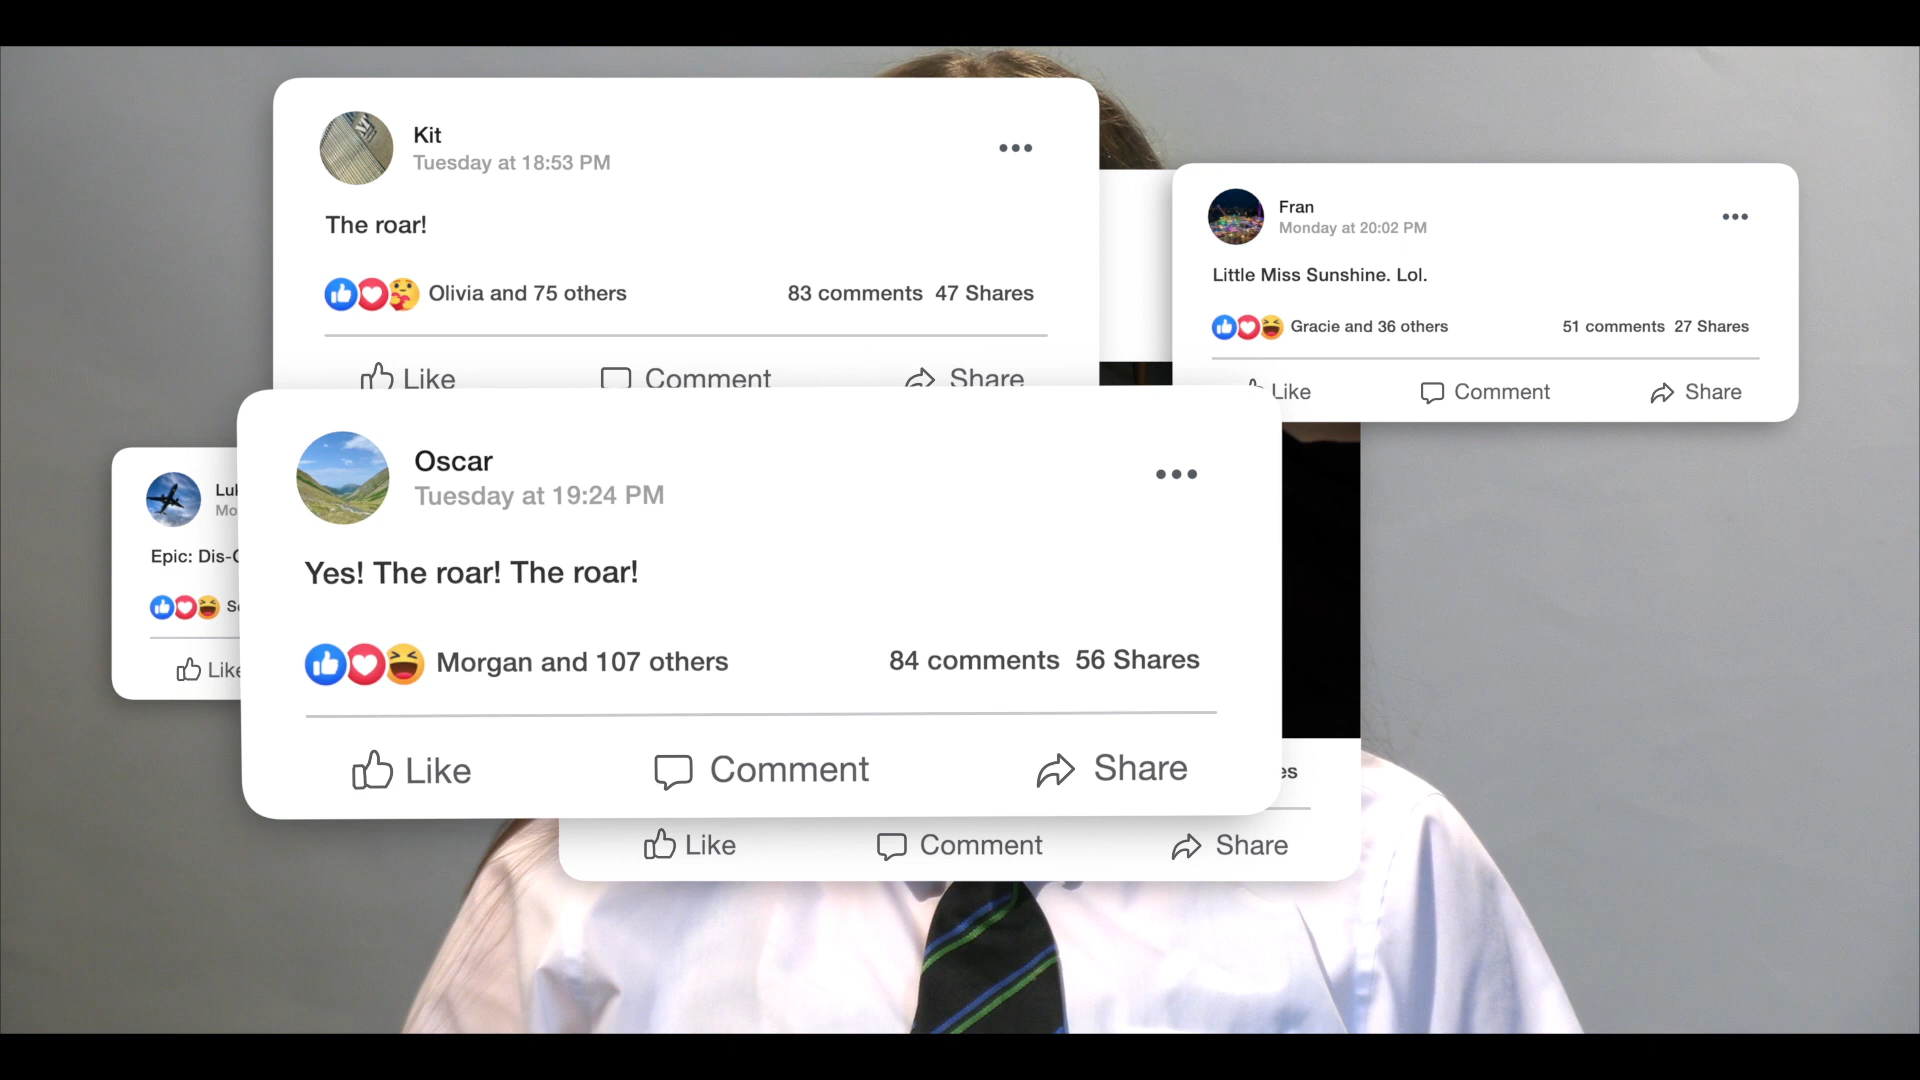 Kit
Tuesday at 18:53 PM
The roar!
Olivia and 75 others 83 comments 47 Shares
Like Comment Share
Fran
Monday at 20:02 PM
Little Miss Sunshine. Lol.
Gracie and 36 others 51 comments 27 Shares
Like Comment Share
Epic:
Oscar
Tuesday at 19:24 PM
Yes! The roar! The roar!
Morgan and 107 others 84 comments 56 Shares
Like Comment Share
Like Comment Share